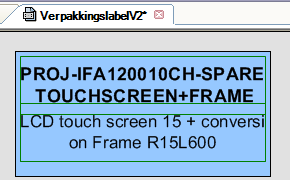 VerpakkingslabelV2*
PROJ-IFA120010CH-SPARE
TOUCHSCREEN+FRAME
LCD touch screen 15 + conversi
on Frame R15L600